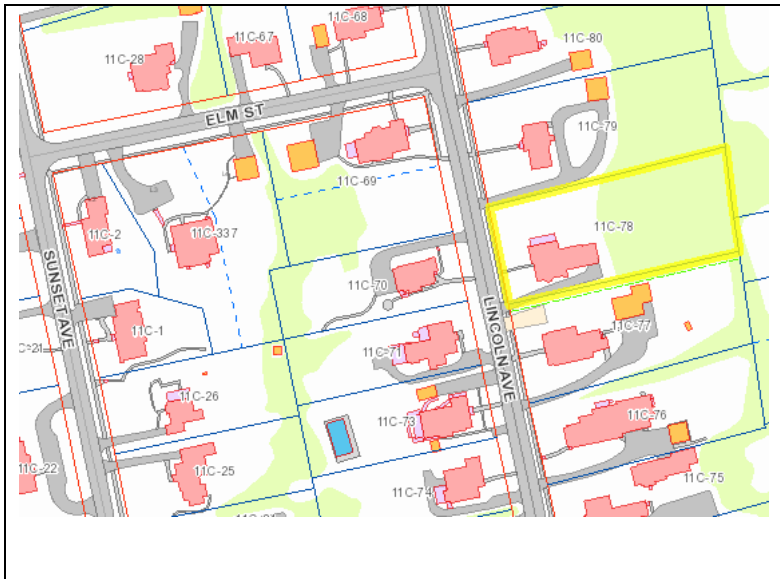 11C-68
11C-67
11C-80
11C-28
ELM ST
11C-79
11C-69
11C-78
11C-2
11C-337
SUNSET AVE
11C-70
LINCOLN AVE
11C-1
11C-77
11C-71
11C-26
11C-73
11C-76
11C-22
11C-25
11C-74
11C-75